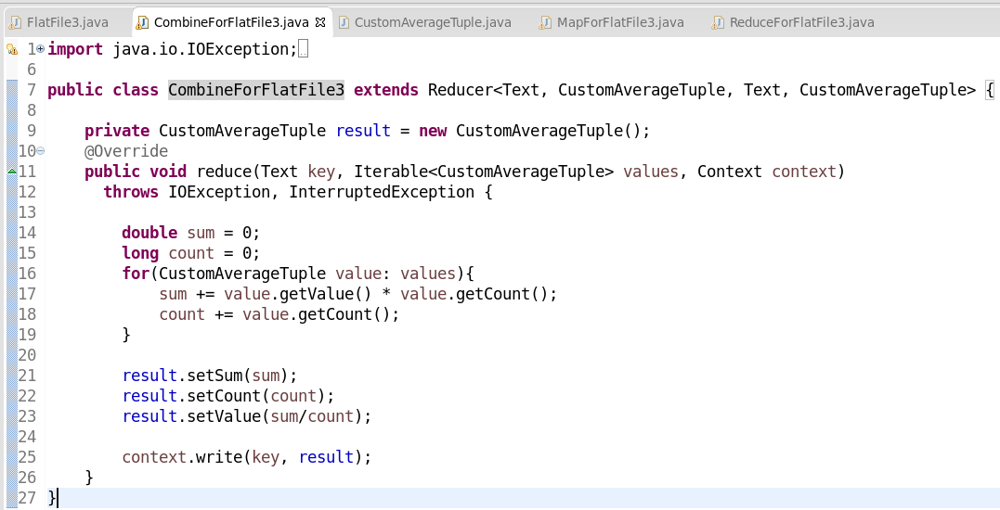 FlatFile3.java CombineForFlatFile3.java CustomAverageTuple.java MapForFlatFile3.java ReduceForFlatFile3.java
1 import java.io.IOException;
6
7 public class CombineForFlatFile3 extends Reducer<Text, CustomAverageTuple, Text, CustomAverageTuple> {
8
9 private CustomAverageTuple result = new CustomAverageTuple();
10 @Override
11 public void reduce(Text key, Iterable<CustomAverageTuple> values, Context context)
12 throws IOException, InterruptedException {
13
14 double sum = 0;
15 long count = 0;
16 for(CustomAverageTuple value: values){
17 sum += value.getValue() * value.getCount();
18 count += value.getCount();
19 }
20
21 result.setSum(sum);
22 result.setCount(count);
23 result.setValue(sum/count);
24
25 context.write(key, result);
26 }
27 }